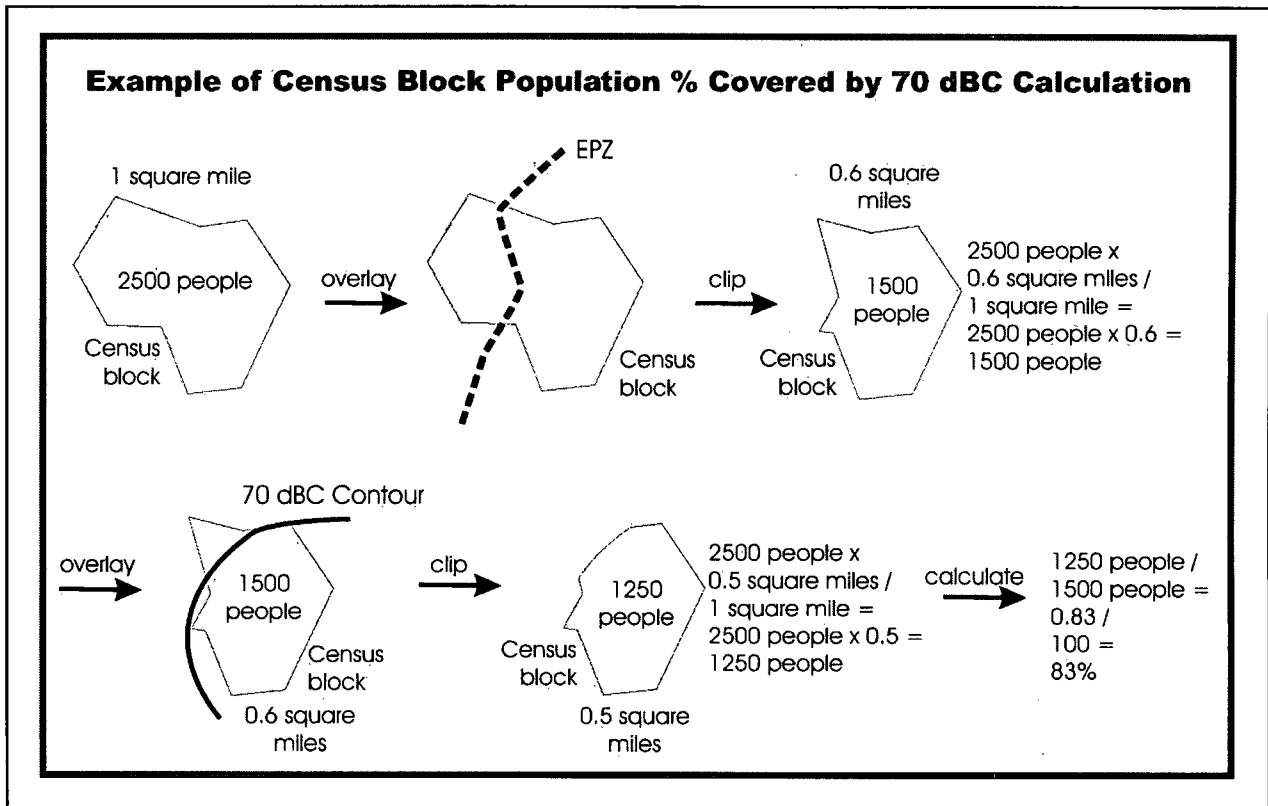 Example of Census Block Population % Covered by 70 dBC Calculation
1 square mile
2500 people
Census
block
overlay
EPZ
Census
block
clip
0.6 square
miles
1500
people
Census
block
2500 people x
0.6 square miles /
1 square mile =
2500 people x 0.6 =
1500 people
overlay
70 dBC Contour
1500
people
Census
block
0.6 square
miles
clip
1250
people
Census
block
0.5 square
miles
2500 people x
0.5 square miles /
1 square mile =
2500 people x 0.5 =
1250 people
calculate
1250 people /
1500 people =
0.83 /
100 =
83%